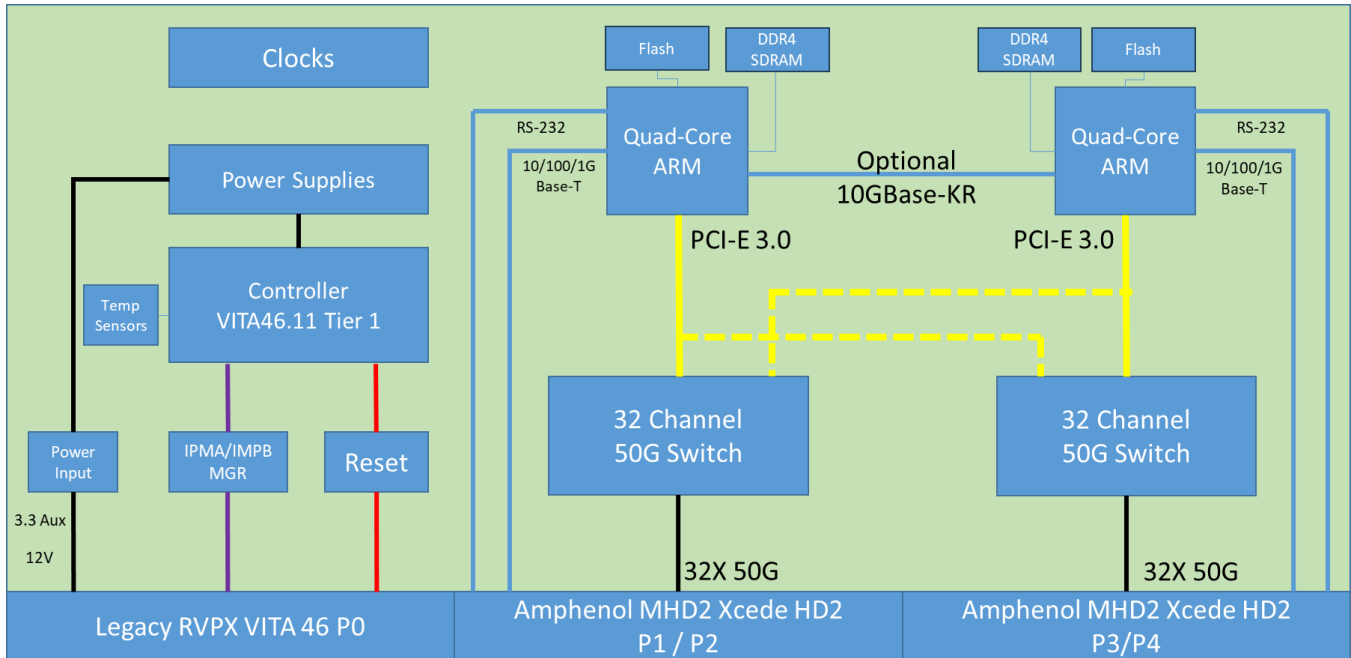 Clocks
Flash
DDR4
SDRAM
DDR4
SDRAM
Flash
RS-232
Quad-Core
ARM
10/100/1G
Base-T
Optional
10GBase-KR
Quad-Core
ARM
RS-232
10/100/1G
Base-T
Power Supplies
PCI-E 3.0
PCI-E 3.0
Controller
VITA46.11 Tier 1
Temp
Sensors
32 Channel
50G Switch
32 Channel
50G Switch
Power
Input
IPMA/IMPB
MGR
Reset
3.3 Aux
12V
32X 50G
32X 50G
Legacy RVPX VITA 46 P0
Amphenol MHD2 Xcede HD2
P1 / P2
Amphenol MHD2 Xcede HD2
P3/P4